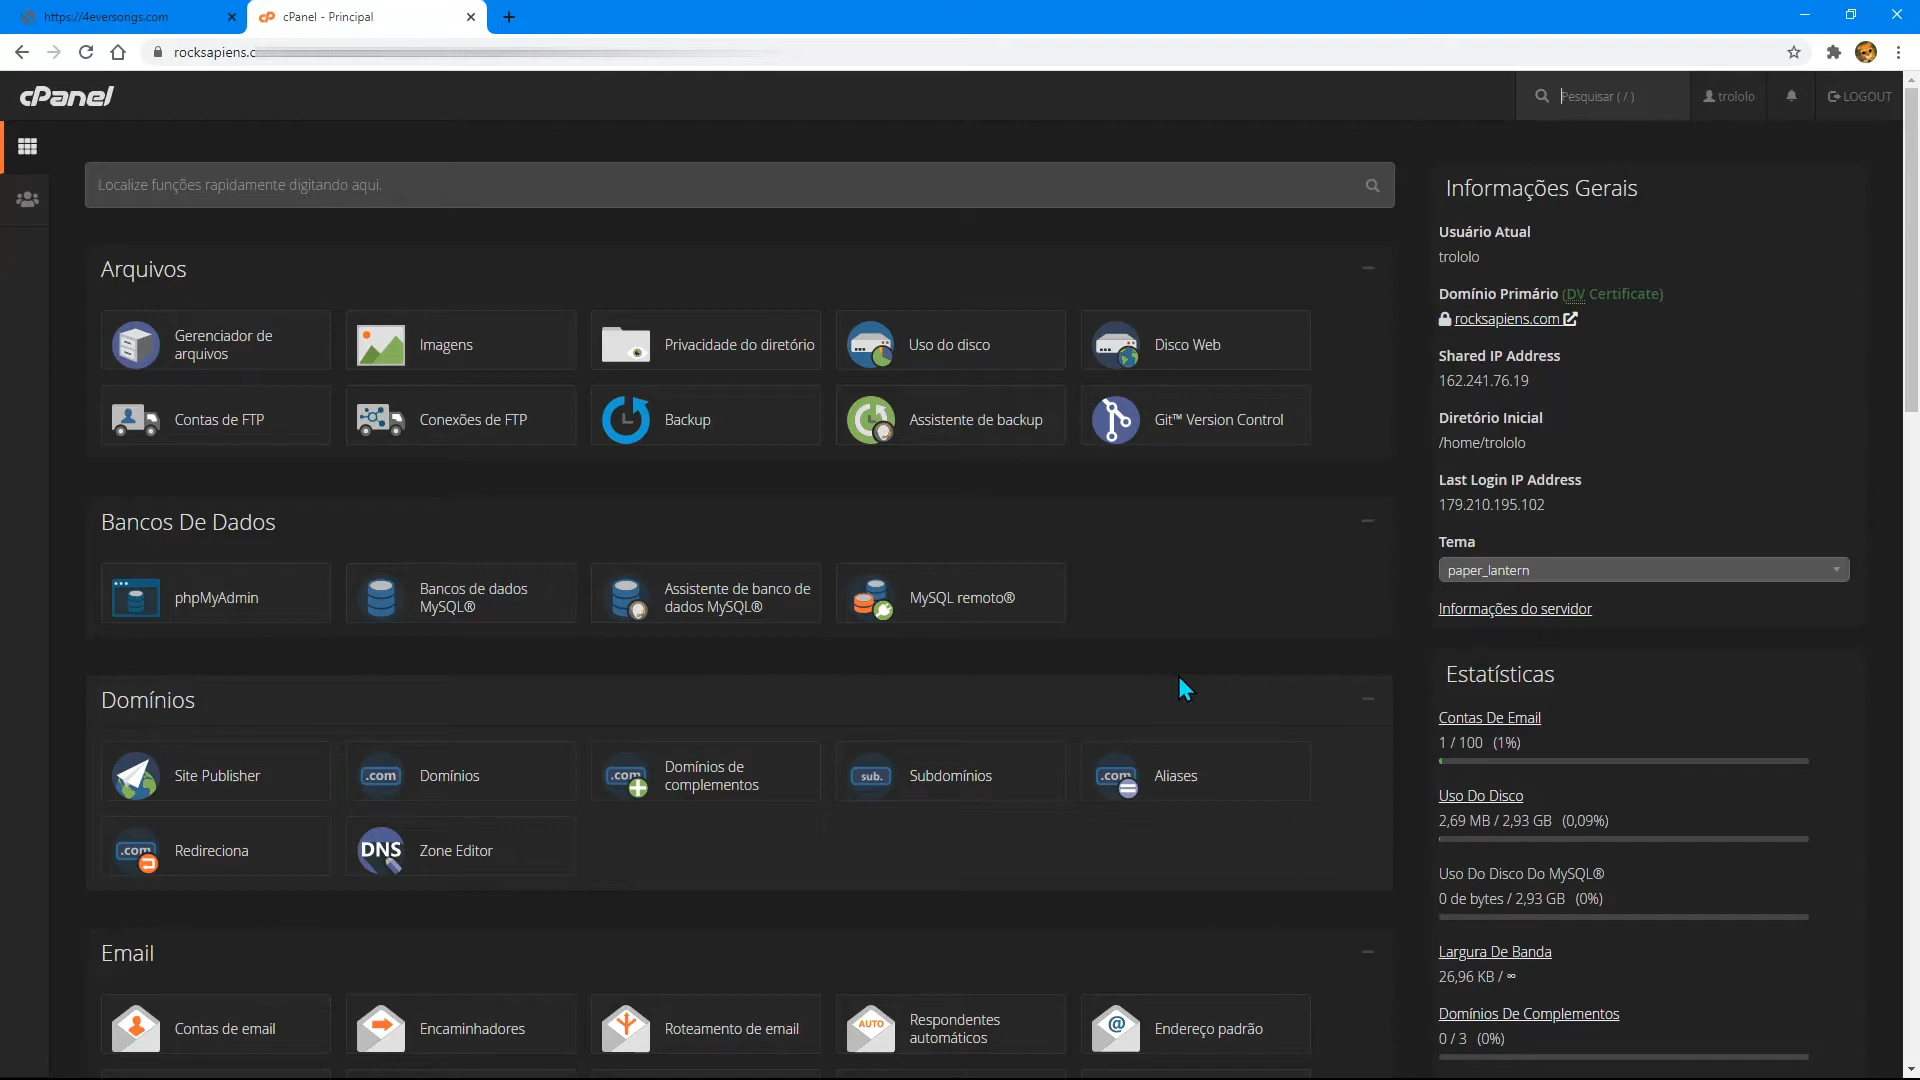 https://4eversongs.com
cPanel - Principal
rocksapiens.c
cPanel
Pesquisar ( / )
trololo
LOGOUT
Localize funções rapidamente digitando aqui.
Arquivos
Gerenciador de
arquivos
Imagens
Privacidade do diretório
Uso do disco
Disco Web
Contas de FTP
Conexões de FTP
Backup
Assistente de backup
Git™ Version Control
Bancos De Dados
phpMyAdmin
Bancos de dados
MySQL®
Assistente de banco de
dados MySQL®
MySQL remoto®
Domínios
Site Publisher
.com
Domínios
.com
Domínios de
complementos
sub.
Subdomínios
.com
Aliases
.com
Redireciona
DNS
Zone Editor
Email
Contas de email
Encaminhadores
Roteamento de email
AUTO
Respondentes
automáticos
@
Endereço padrão
Informações Gerais
Usuário Atual
trololo
Domínio Primário (DV Certificate)
rocksapiens.com
Shared IP Address
162.241.76.19
Diretório Inicial
/home/trololo
Last Login IP Address
179.210.195.102
Tema
paper_lantern
Informações do servidor
Estatísticas
Contas De Email
1 / 100 (1%)
Uso Do Disco
2,69 MB / 2,93 GB (0,09%)
Uso Do Disco Do MySQL®
0 de bytes / 2,93 GB (0%)
Largura De Banda
26,96 KB / ∞
Domínios De Complementos
0 / 3 (0%)